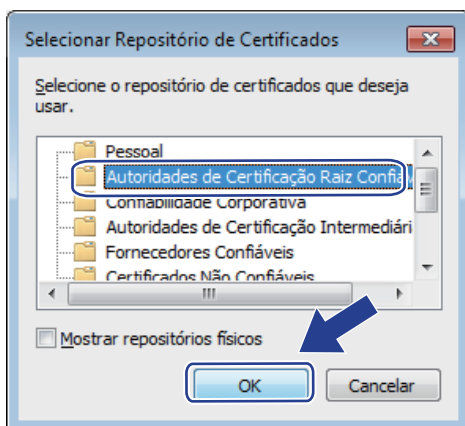 Selecionar Repositório de Certificados
Selecione o repositório de certificados que deseja
usar.
Pessoal
Autoridades de Certificação Raiz Confiáv
Confiabilidade Corporativa
Autoridades de Certificação Intermediári
Fornecedores Confiáveis
Certificados Não Confiáveis
Mostrar repositórios físicos
OK
Cancelar